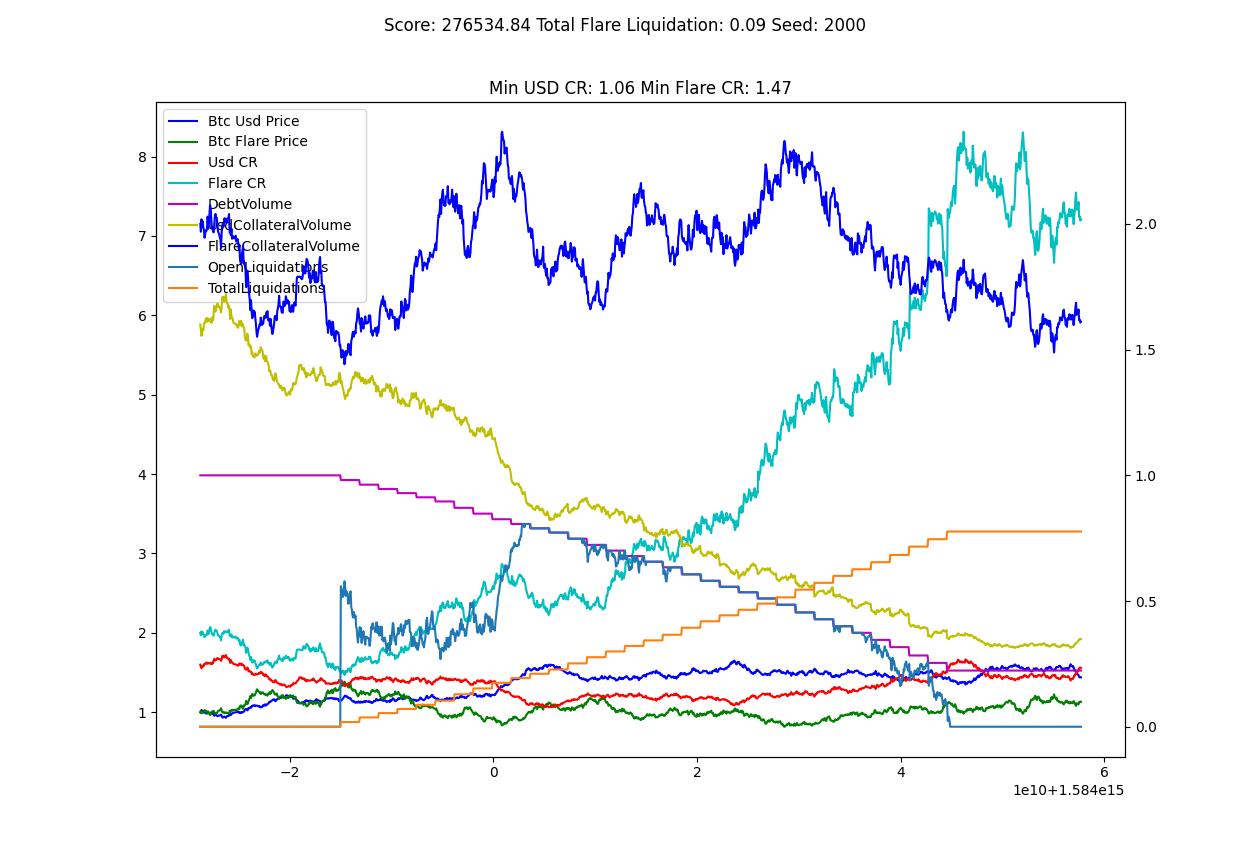 Score: 276534.84 Total Flare Liquidation: 0.09 Seed: 2000
Min USD CR: 1.06 Min Flare CR: 1.47
Btc Usd Price
Btc Flare Price
Usd CR
Flare CR
DebtVolume
UsdCollateralVolume
FlareCollateralVolume
OpenLiquidations
TotalLiquidations
8
7
6
5
4
3
2
1
2.0
1.5
1.0
0.5
0.0
−2
0
2
4
6
1e10+1.584e15